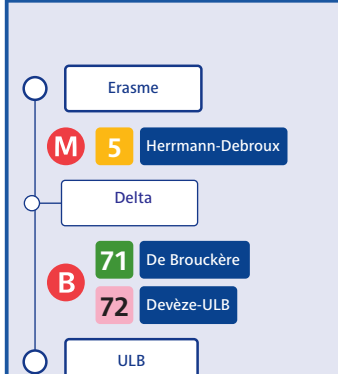 Erasme
M 5 Herrmann-Debroux
Delta
71 De Brouckère
B
72 Devèze-ULB
ULB